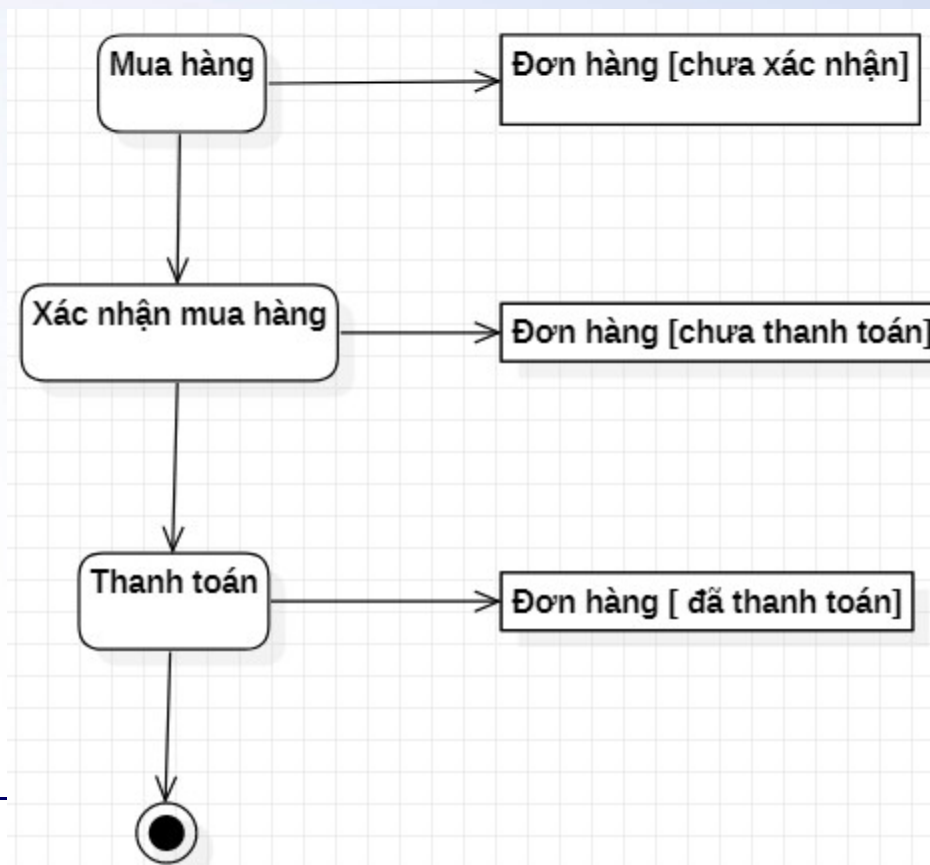 Mua hàng
Đơn hàng [chưa xác nhận]
Xác nhận mua hàng
Đơn hàng [chưa thanh toán]
Thanh toán
Đơn hàng [ đã thanh toán]